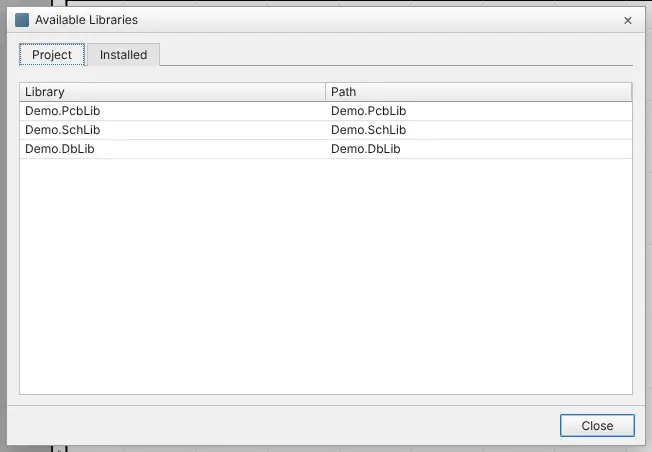 Available Libraries
Project Installed
Library Path
Demo.PcbLib Demo.PcbLib
Demo.SchLib Demo.SchLib
Demo.DbLib Demo.DbLib
Close